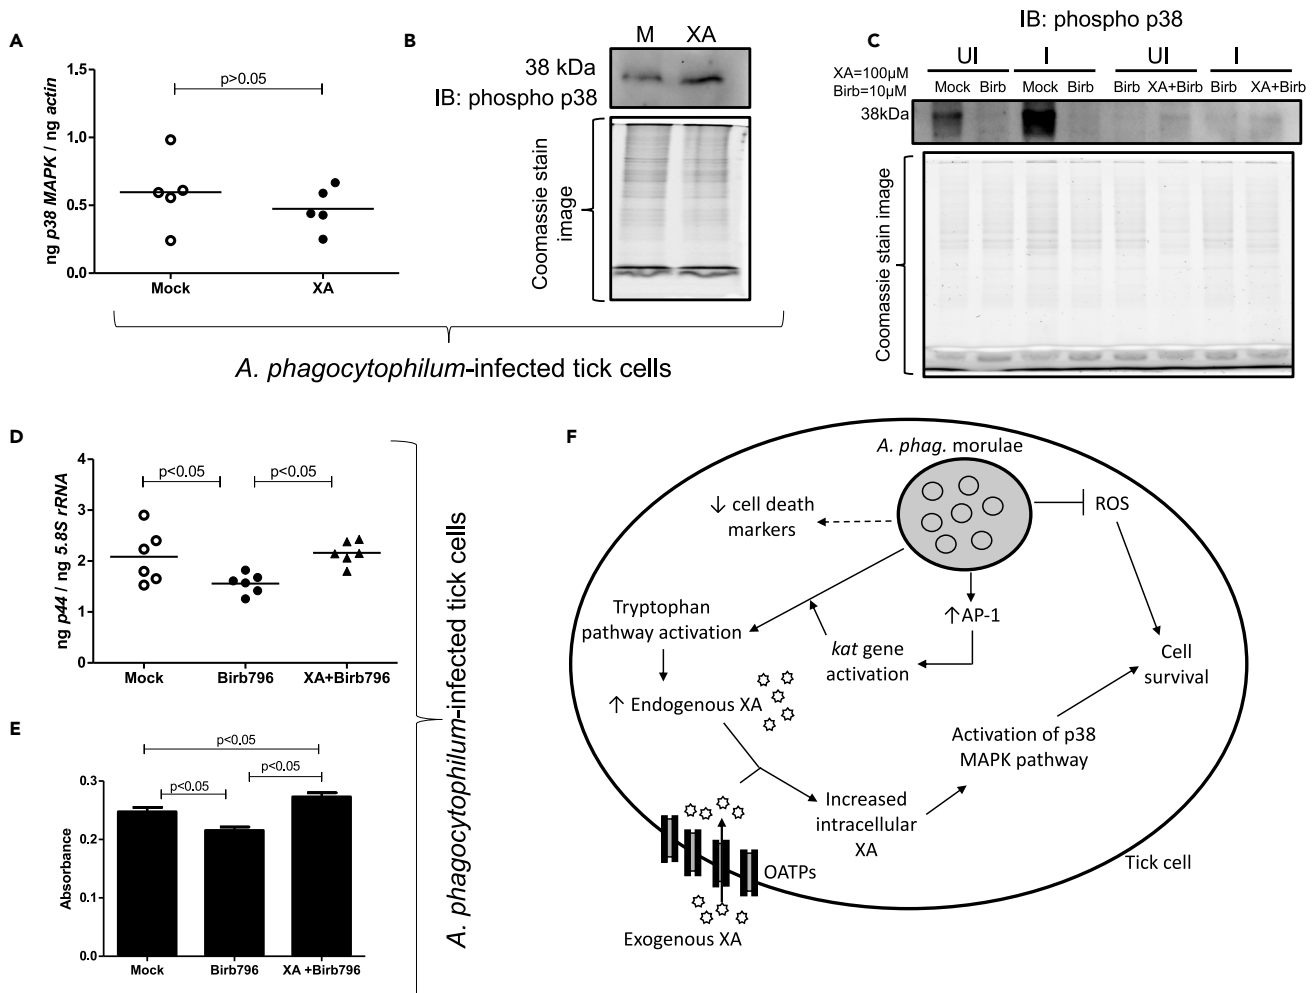 A
p>0.05
ng p38 MAPK / ng actin
1.5
1.0
0.5
0.0
Mock
XA
B
M XA
38 kDa
IB: phospho p38
Coomassie stain
image
A. phagocytophilum-infected tick cells
C
IB: phospho p38
UI I UI I
XA=100µM
Birb=10µM
Mock Birb Mock Birb Birb XA+Birb Birb XA+Birb
38kDa
Coomassie stain image
D
p<0.05 p<0.05
ng p44 / ng 5.8S rRNA
4
3
2
1
0
Mock Birb796 XA+Birb796
E
p<0.05
p<0.05
p<0.05
Absorbance
0.3
0.2
0.1
0.0
Mock Birb796 XA +Birb796
A. phagocytophilum-infected tick cells
F
A. phag. morulae
↓ cell death
markers
ROS
Tryptophan
pathway activation
↑AP-1
kat gene
activation
Cell
survival
↑ Endogenous XA
Activation of p38
MAPK pathway
Increased
intracellular
XA
OATPs
Tick cell
Exogenous XA